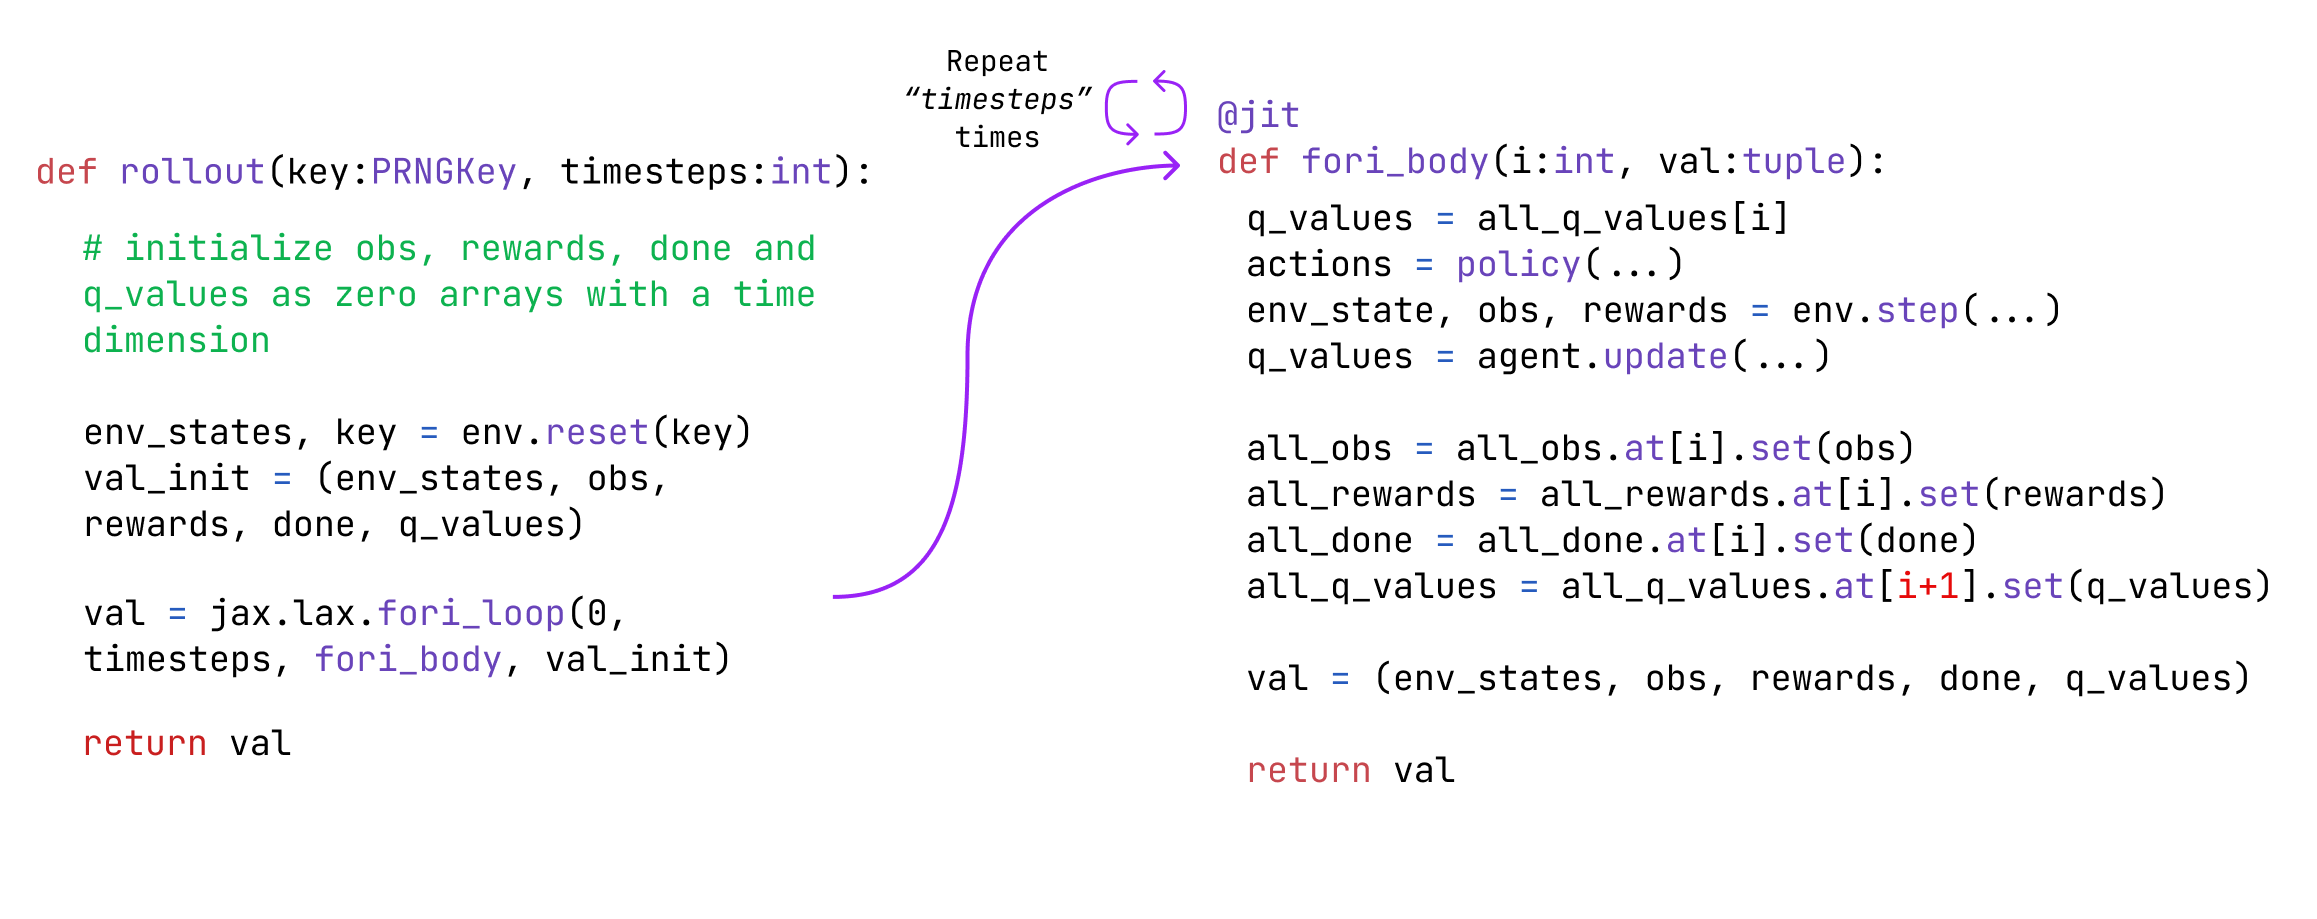 def rollout(key:PRNGKey, timesteps:int):
# initialize obs, rewards, done and
q_values as zero arrays with a time
dimension
env_states, key = env.reset(key)
val_init = (env_states, obs,
rewards, done, q_values)
val = jax.lax.fori_loop(0,
timesteps, fori_body, val_init)
return val
Repeat
“timesteps”
times
@jit
def fori_body(i:int, val:tuple):
q_values = all_q_values[i]
actions = policy(...)
env_state, obs, rewards = env.step(...)
q_values = agent.update(...)
all_obs = all_obs.at[i].set(obs)
all_rewards = all_rewards.at[i].set(rewards)
all_done = all_done.at[i].set(done)
all_q_values = all_q_values.at[i+1].set(q_values)
val = (env_states, obs, rewards, done, q_values)
return val